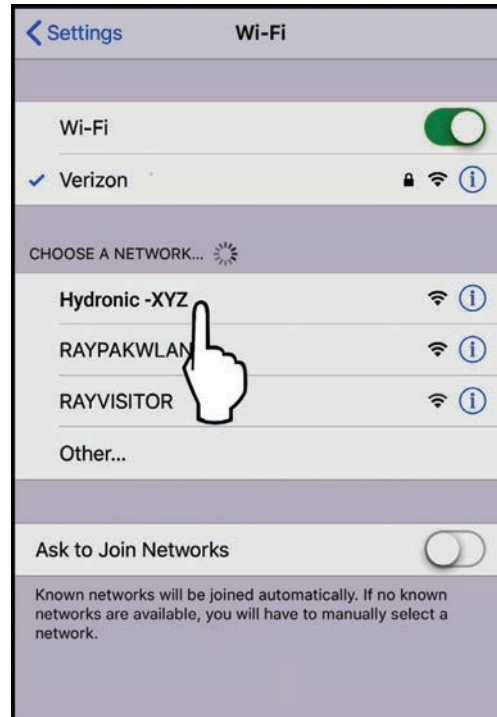 Settings
Wi-Fi
Wi-Fi
Verizon
CHOOSE A NETWORK...
Hydronic -XYZ
RAYPAKWLAN
RAYVISITOR
Other...
Ask to Join Networks
Known networks will be joined automatically. If no known
networks are available, you will have to manually select a
network.